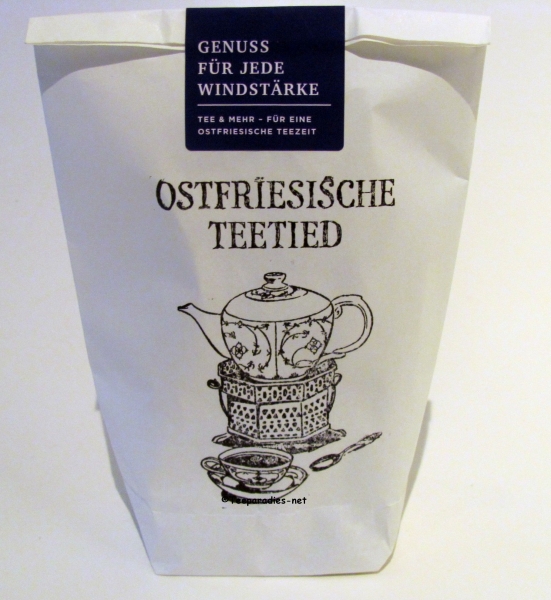 GENUSS
FÜR JEDE
WINDSTÄRKE
TEE & MEHR – FÜR EINE
OSTFRIESISCHE TEEZEIT
OSTFRIESISCHE
TEETIED
© Teeparadies-net